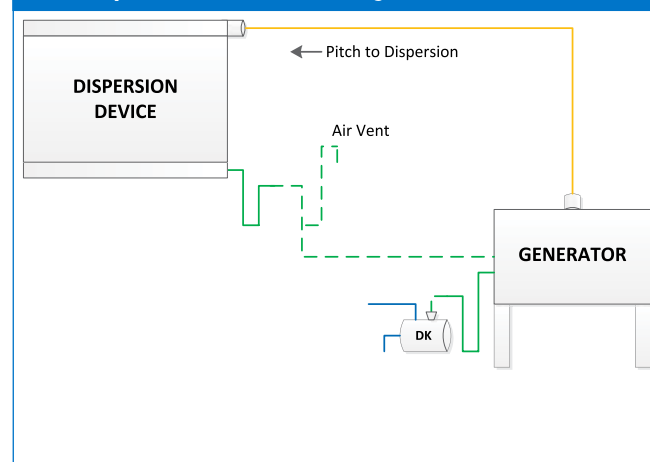 Pitch to Dispersion
DISPERSION
DEVICE
Air Vent
GENERATOR
DK